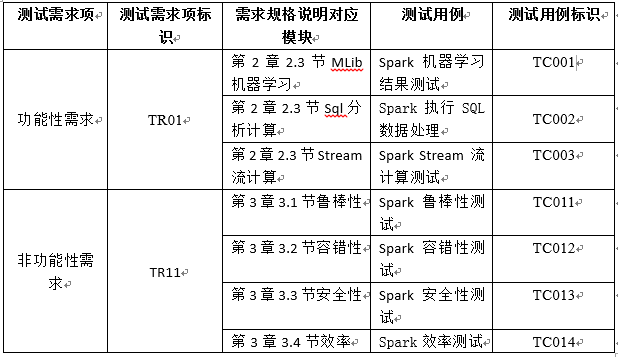 测试需求项 测试需求项标识 需求规格说明对应模块 测试用例 测试用例标识
功能性需求 TR01 第 2 章 2.3 节 MLib 机器学习 Spark 机器学习结果测试 TC001
第 2 章 2.3 节 Sql 分析计算 Spark 执行 SQL 数据处理 TC002
第 2 章 2.3 节 Stream 流计算 Spark Stream 流计算测试 TC003
非功能性需求 TR11 第 3 章 3.1 节鲁棒性 Spark 鲁棒性测试 TC011
第 3 章 3.2 节容错性 Spark 容错性测试 TC012
第 3 章 3.3 节安全性 Spark 安全性测试 TC013
第 3 章 3.4 节效率 Spark 效率测试 TC014